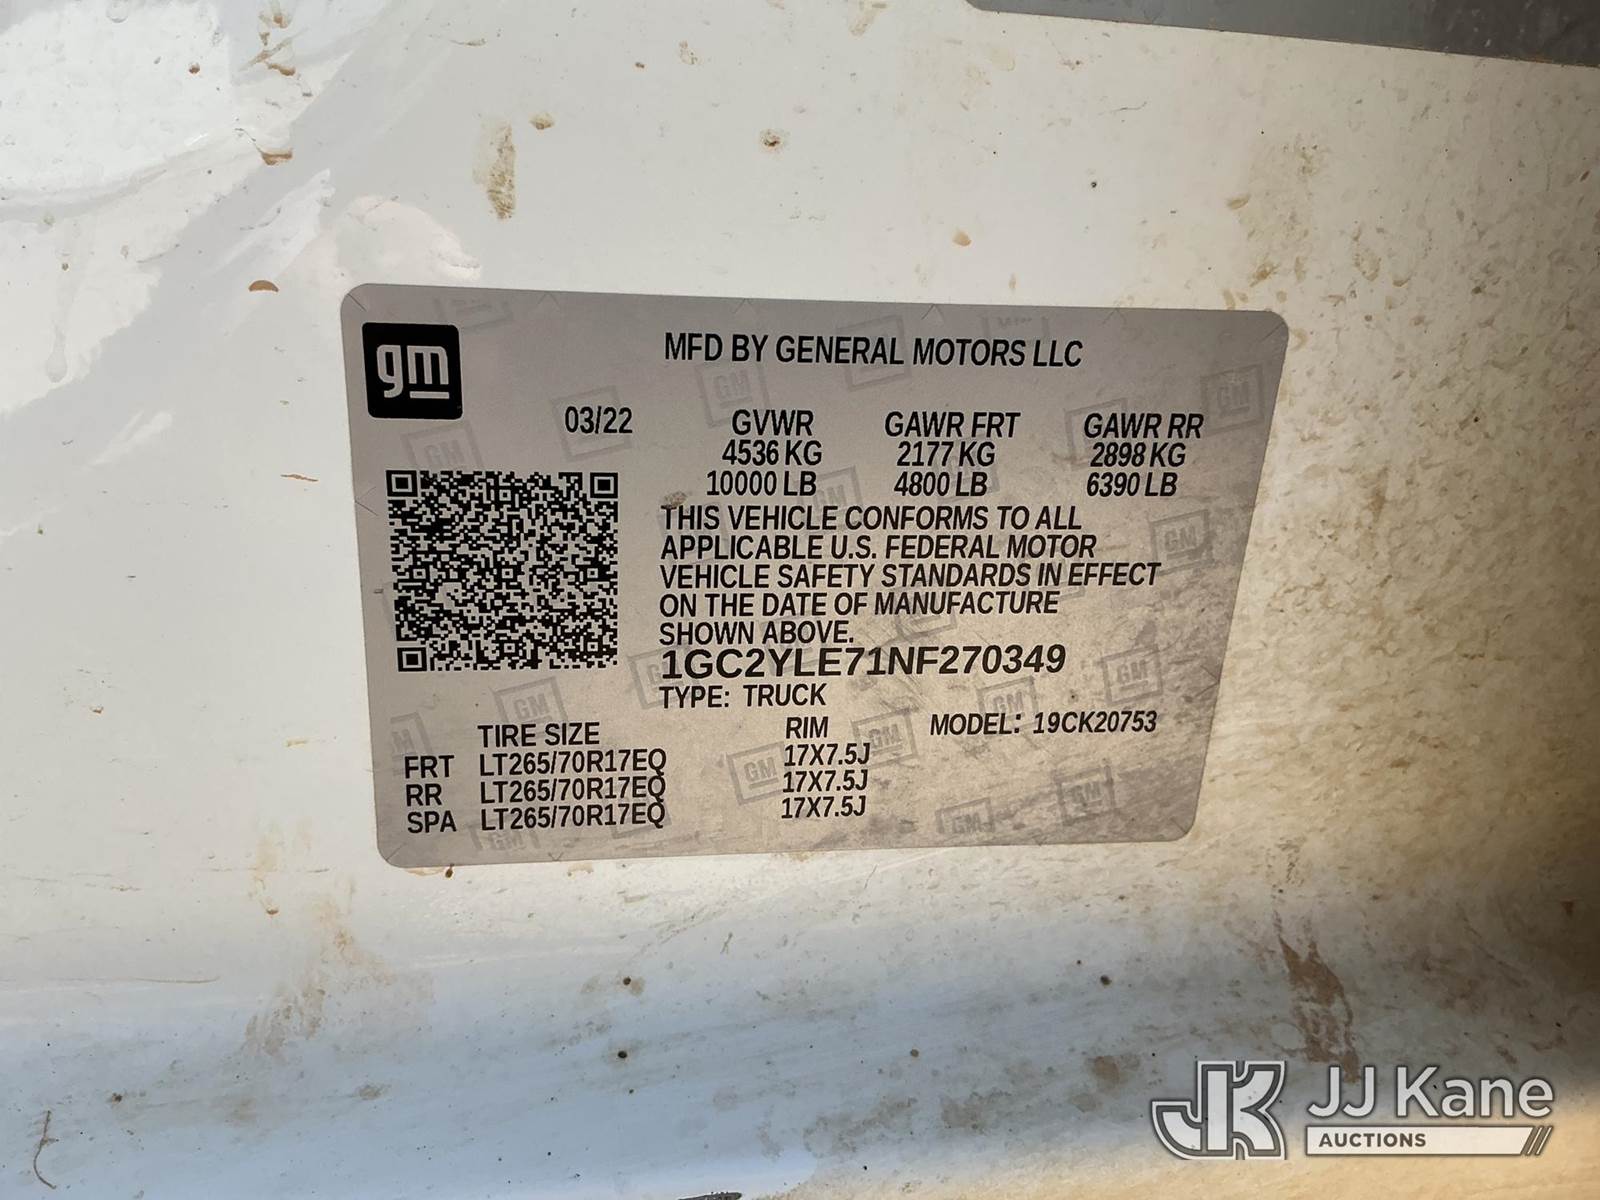 gm
MFD BY GENERAL MOTORS LLC
03/22 GVWR GAWR FRT GAWR RR
4536 KG 2177 KG 2898 KG
10000 LB 4800 LB 6390 LB
THIS VEHICLE CONFORMS TO ALL
APPLICABLE U.S. FEDERAL MOTOR
VEHICLE SAFETY STANDARDS IN EFFECT
ON THE DATE OF MANUFACTURE
SHOWN ABOVE.
1GC2YLE71NF270349
TYPE: TRUCK
TIRE SIZE RIM MODEL: 19CK20753
FRT LT265/70R17EQ 17X7.5J
RR LT265/70R17EQ 17X7.5J
SPA LT265/70R17EQ 17X7.5J
JK JJ Kane
AUCTIONS